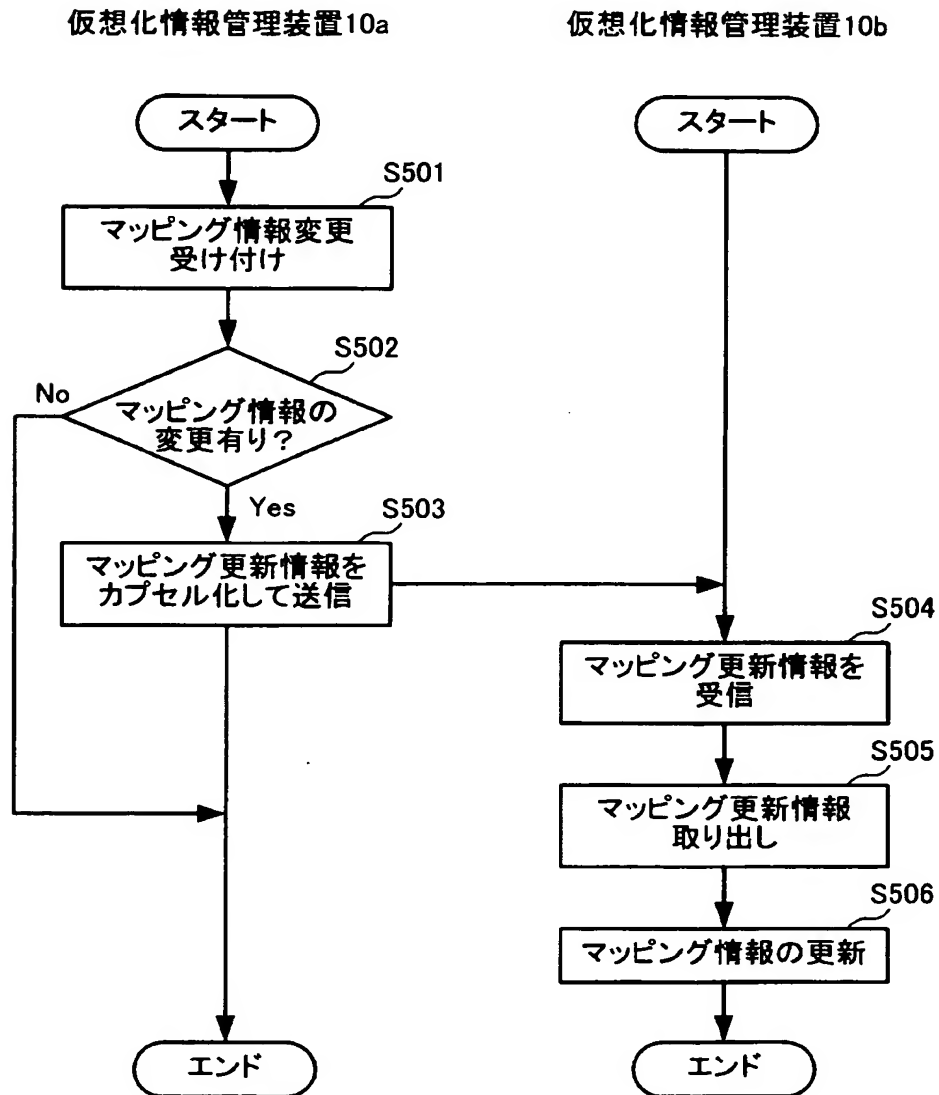 仮想化情報管理装置10a
仮想化情報管理装置10b
スタート
スタート
S501
マッピング情報変更
受け付け
S502
No
マッピング情報の
変更有り?
Yes
S503
マッピング更新情報を
カプセル化して送信
S504
マッピング更新情報を
受信
S505
マッピング更新情報
取り出し
S506
マッピング情報の更新
エンド
エンド